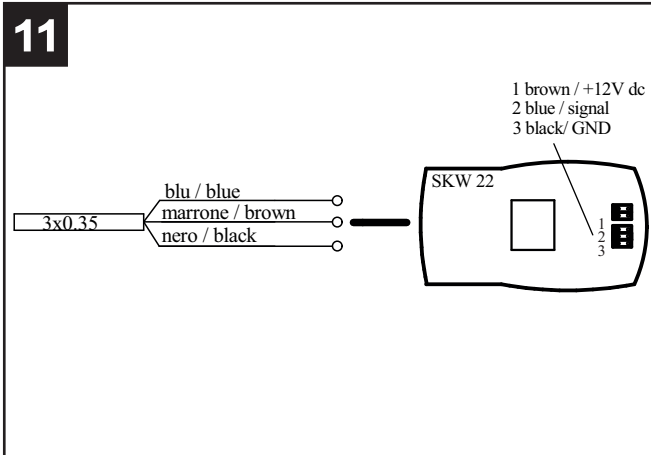 11
1 brown / +12V dc
2 blue / signal
3 black/ GND
SKW 22
blu / blue
marrone / brown
nero / black
3x0.35
1
2
3